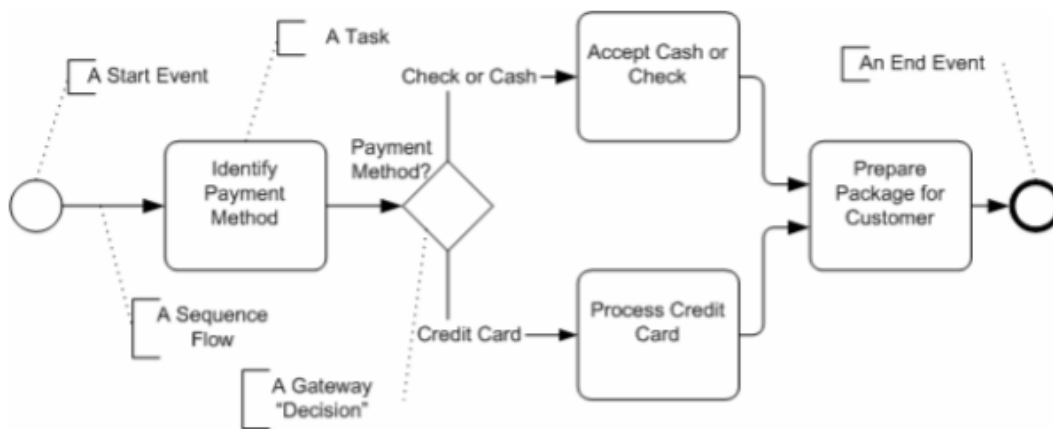 A Start Event
A Task
Check or Cash
Accept Cash or
Check
An End Event
Identify
Payment
Method
Payment
Method?
Prepare
Package for
Customer
A Sequence
Flow
Credit Card
Process Credit
Card
A Gateway
“Decision”